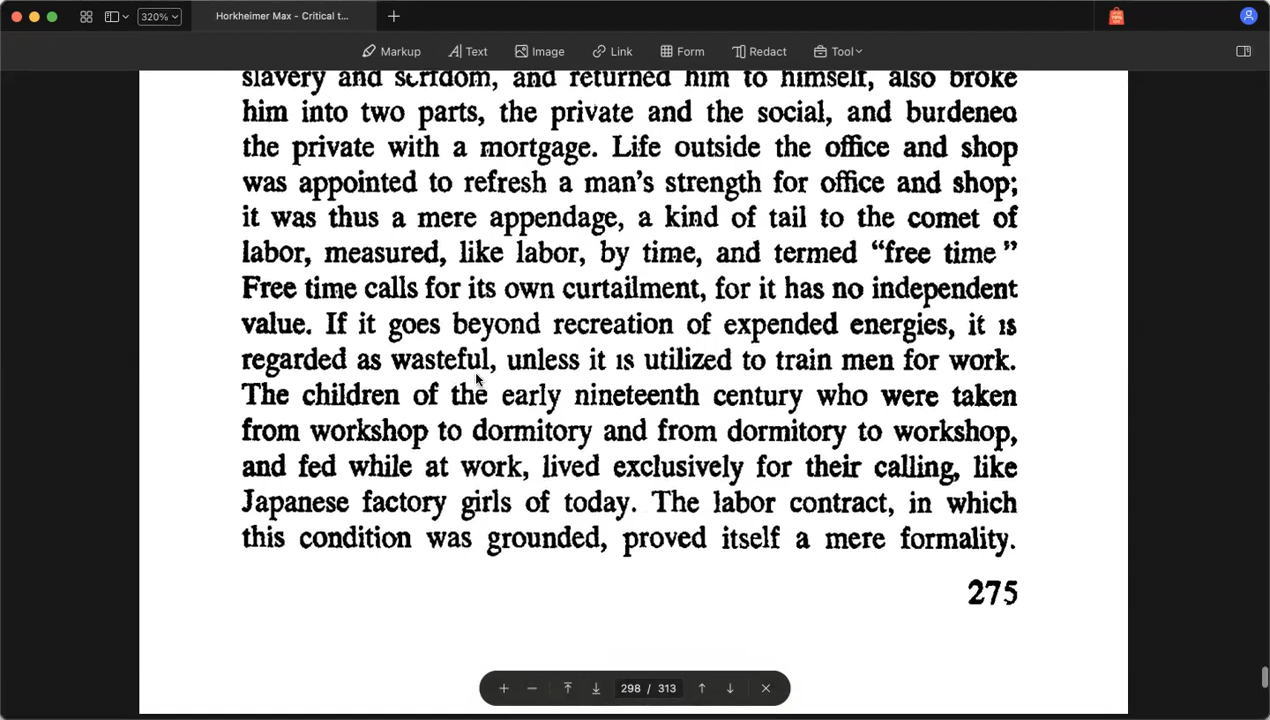 320%
Horkheimer Max - Critical t...
Markup Text Image Link Form Redact Tool
slavery and serfdom, and returned him to himself, also broke
him into two parts, the private and the social, and burdened
the private with a mortgage. Life outside the office and shop
was appointed to refresh a man's strength for office and shop;
it was thus a mere appendage, a kind of tail to the comet of
labor, measured, like labor, by time, and termed “free time ”
Free time calls for its own curtailment, for it has no independent
value. If it goes beyond recreation of expended energies, it is
regarded as wasteful, unless it is utilized to train men for work.
The children of the early nineteenth century who were taken
from workshop to dormitory and from dormitory to workshop,
and fed while at work, lived exclusively for their calling, like
Japanese factory girls of today. The labor contract, in which
this condition was grounded, proved itself a mere formality.
275
298 / 313